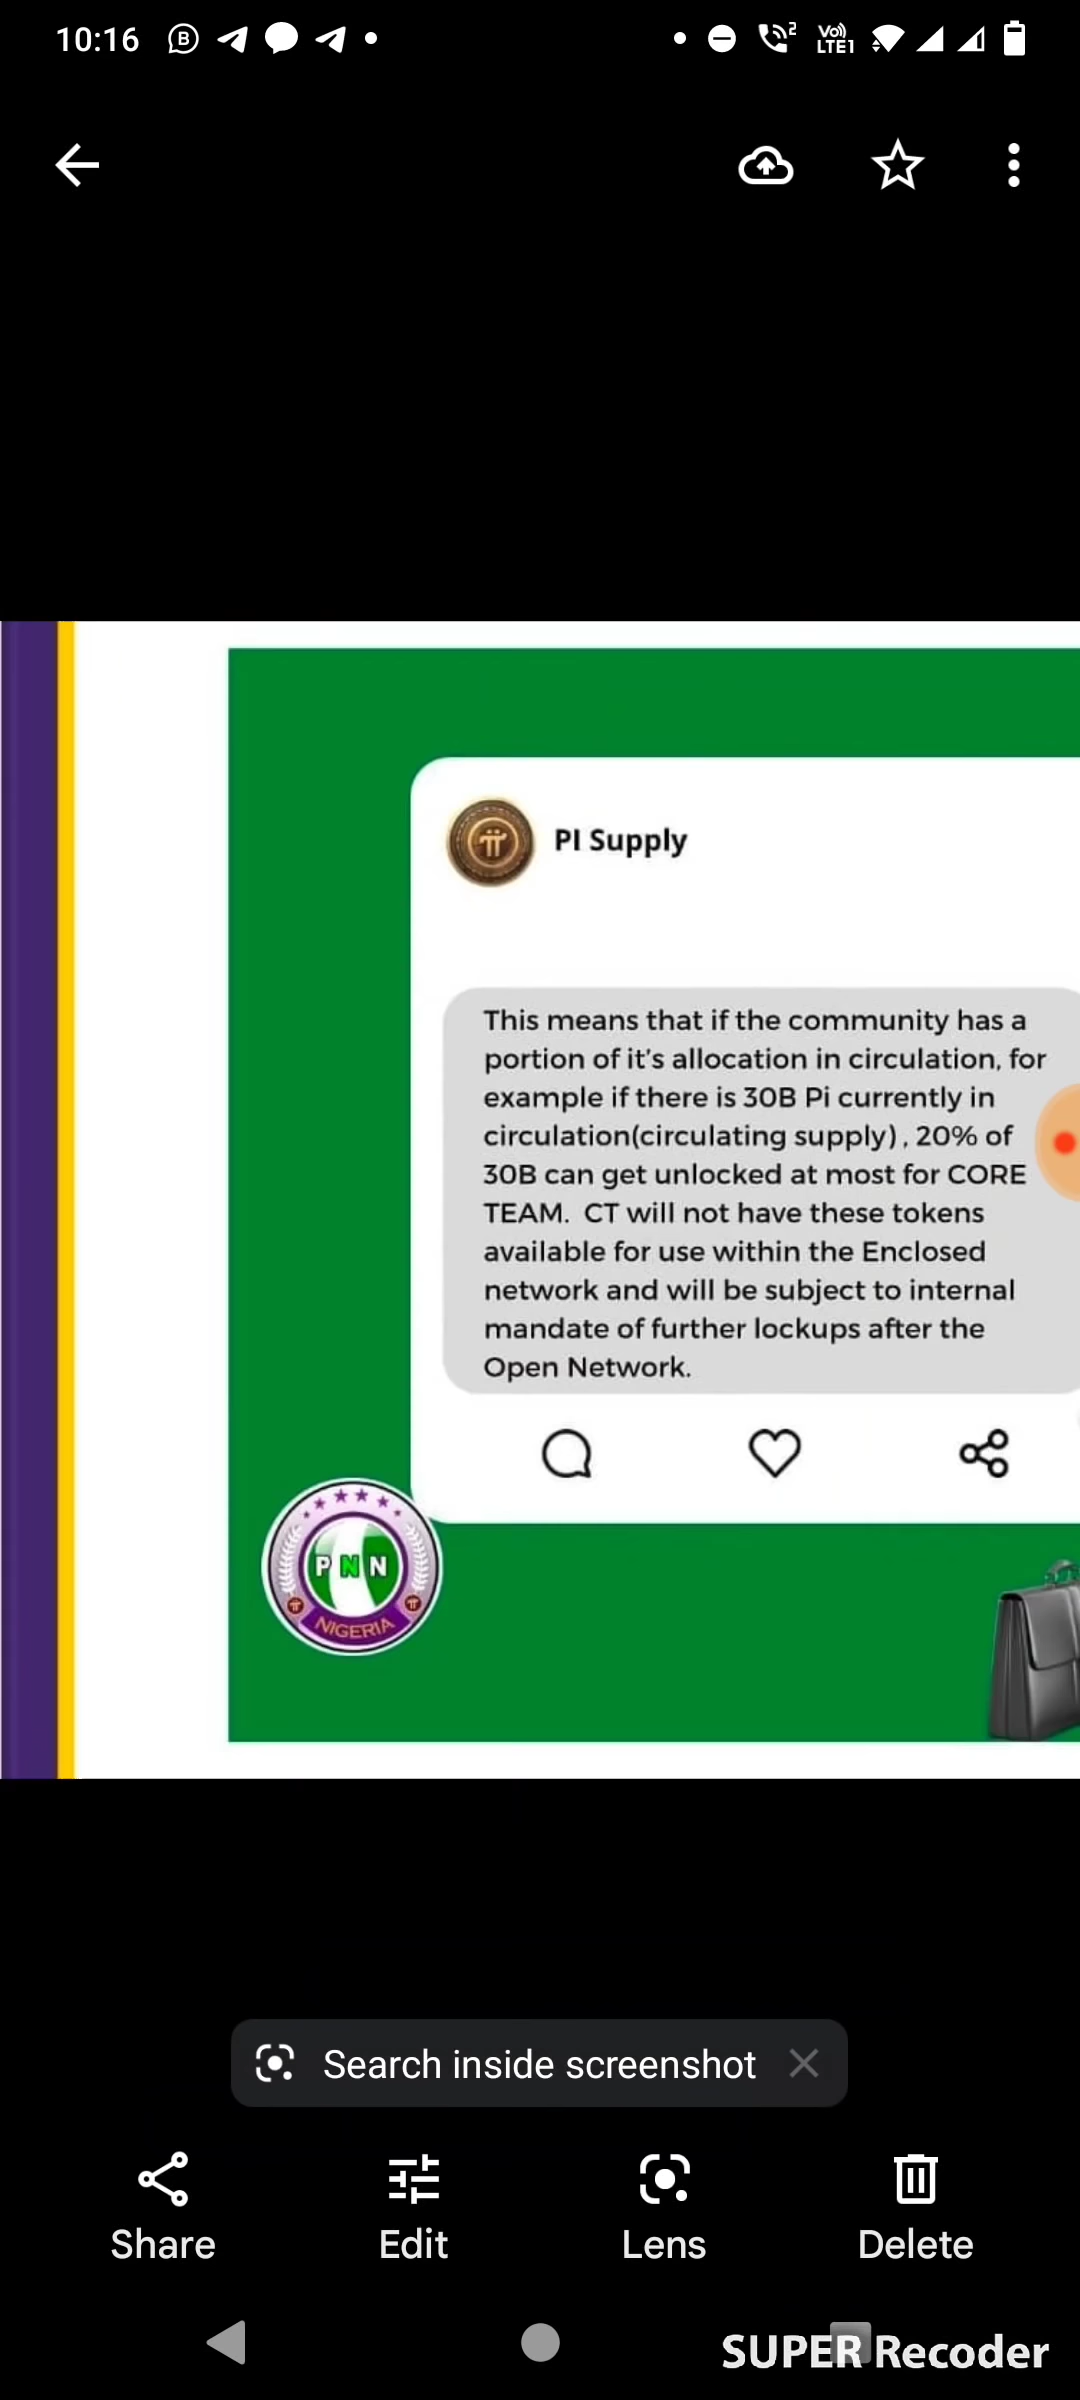 10:16
Vo)) LTE1
PI Supply
This means that if the community has a
portion of it's allocation in circulation, for
example if there is 30B Pi currently in
circulation(circulating supply), 20% of
30B can get unlocked at most for CORE
TEAM.  CT will not have these tokens
available for use within the Enclosed
network and will be subject to internal
mandate of further lockups after the
Open Network.
PNN
NIGERIA
Search inside screenshot
Share
Edit
Lens
Delete
SUPER Recoder